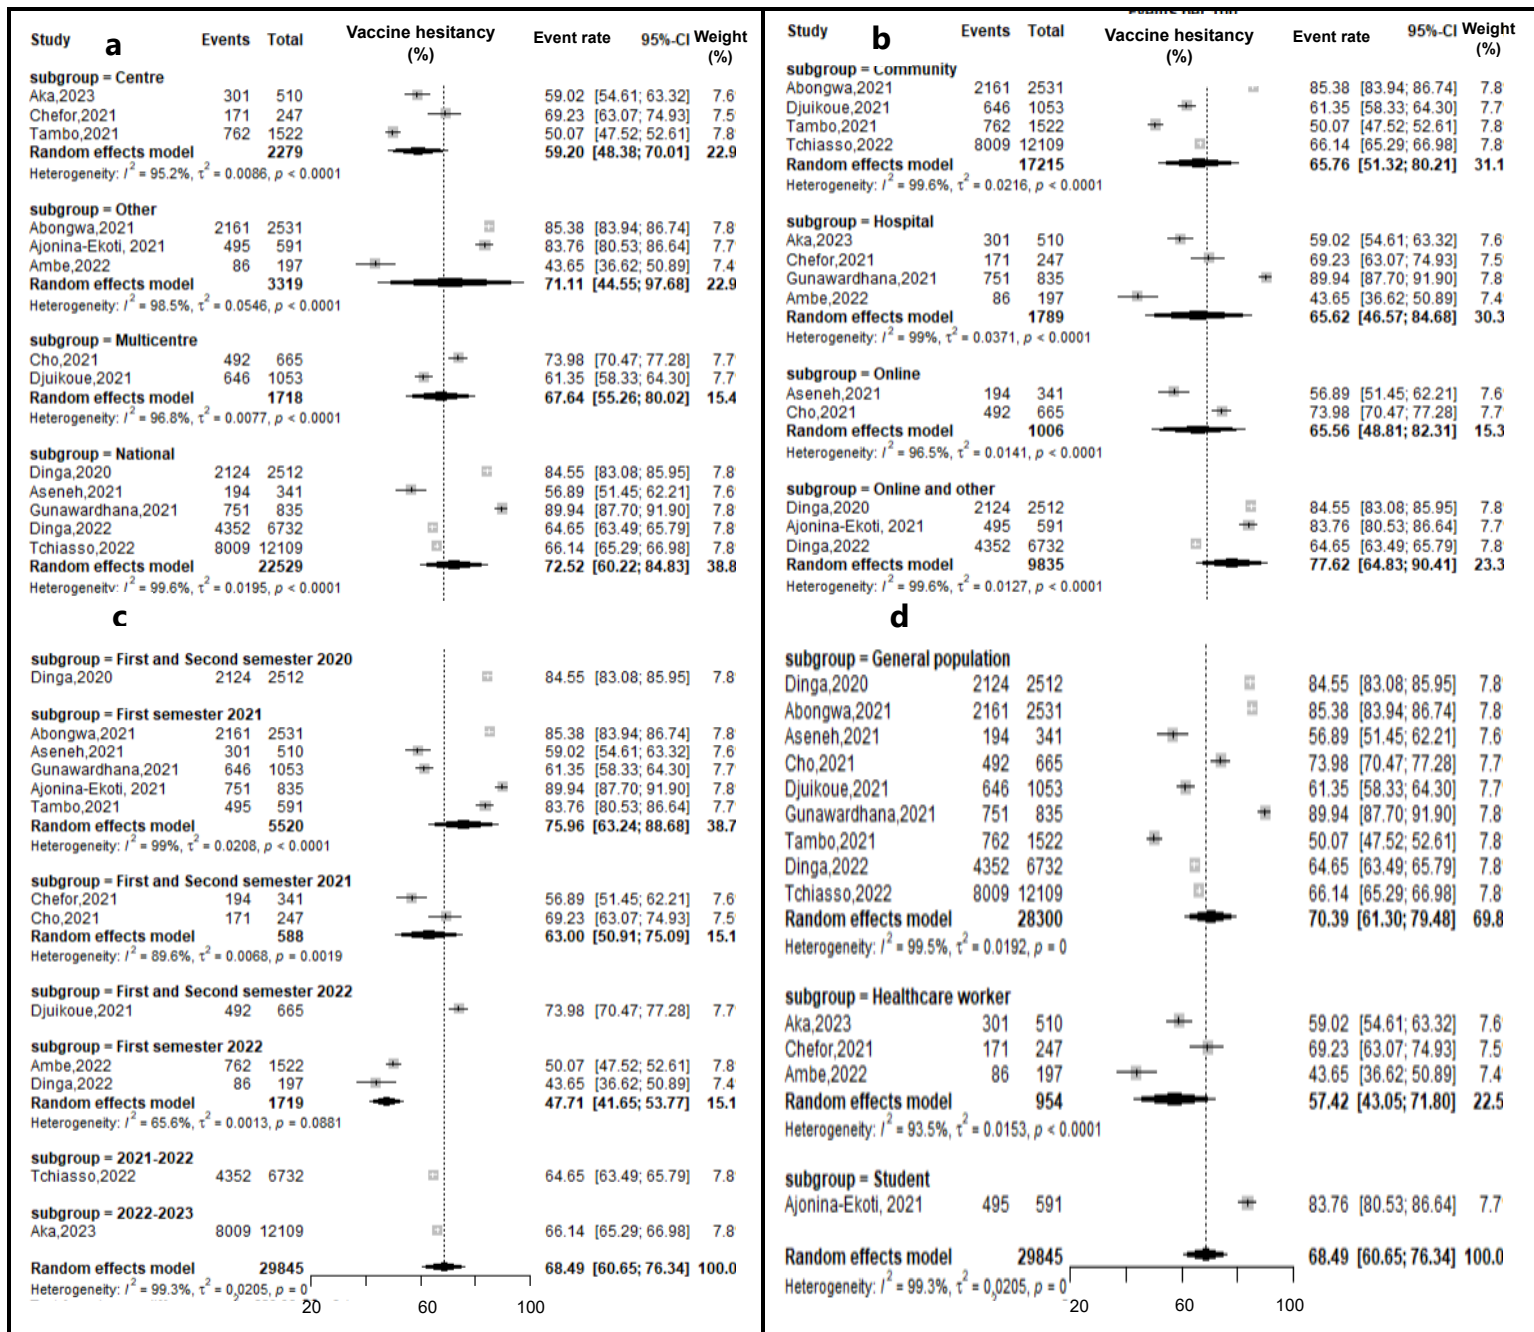 a
Study Events Total Vaccine hesitancy (%) Event rate 95%-CI Weight (%)
subgroup = Centre
Aka,2023 301 510 59.02 [54.61; 63.32] 7.6
Chefor,2021 171 247 69.23 [63.07; 74.93] 7.5
Tambo,2021 762 1522 50.07 [47.52; 52.61] 7.8
Random effects model 2279 59.20 [48.38; 70.01] 22.9
Heterogeneity: I² = 95.2%, τ² = 0.0086, p < 0.0001
subgroup = Other
Abongwa,2021 2161 2531 85.38 [83.94; 86.74] 7.8
Ajonina-Ekoti, 2021 495 591 83.76 [80.53; 86.64] 7.7
Ambe,2022 86 197 43.65 [36.62; 50.89] 7.4
Random effects model 3319 71.11 [44.55; 97.68] 22.9
Heterogeneity: I² = 98.5%, τ² = 0.0546, p < 0.0001
subgroup = Multicentre
Cho,2021 492 665 73.98 [70.47; 77.28] 7.7
Djuikoue,2021 646 1053 61.35 [58.33; 64.30] 7.7
Random effects model 1718 67.64 [55.26; 80.02] 15.4
Heterogeneity: I² = 96.8%, τ² = 0.0077, p < 0.0001
subgroup = National
Dinga,2020 2124 2512 84.55 [83.08; 85.95] 7.8
Aseneh,2021 194 341 56.89 [51.45; 62.21] 7.6
Gunawardhana,2021 751 835 89.94 [87.70; 91.90] 7.8
Dinga,2022 4352 6732 64.65 [63.49; 65.79] 7.8
Tchiasso,2022 8009 12109 66.14 [65.29; 66.98] 7.8
Random effects model 22529 72.52 [60.22; 84.83] 38.8
Heterogeneity: I² = 99.6%, τ² = 0.0195, p < 0.0001
b
Study Events Total Vaccine hesitancy (%) Event rate 95%-CI Weight (%)
subgroup = Community
Abongwa,2021 2161 2531 85.38 [83.94; 86.74] 7.8
Djuikoue,2021 646 1053 61.35 [58.33; 64.30] 7.7
Tambo,2021 762 1522 50.07 [47.52; 52.61] 7.8
Tchiasso,2022 8009 12109 66.14 [65.29; 66.98] 7.8
Random effects model 17215 65.76 [51.32; 80.21] 31.1
Heterogeneity: I² = 99.6%, τ² = 0.0216, p < 0.0001
subgroup = Hospital
Aka,2023 301 510 59.02 [54.61; 63.32] 7.6
Chefor,2021 171 247 69.23 [63.07; 74.93] 7.5
Gunawardhana,2021 751 835 89.94 [87.70; 91.90] 7.8
Ambe,2022 86 197 43.65 [36.62; 50.89] 7.4
Random effects model 1789 65.62 [46.57; 84.68] 30.3
Heterogeneity: I² = 99%, τ² = 0.0371, p < 0.0001
subgroup = Online
Aseneh,2021 194 341 56.89 [51.45; 62.21] 7.6
Cho,2021 492 665 73.98 [70.47; 77.28] 7.7
Random effects model 1006 65.56 [48.81; 82.31] 15.3
Heterogeneity: I² = 96.5%, τ² = 0.0141, p < 0.0001
subgroup = Online and other
Dinga,2020 2124 2512 84.55 [83.08; 85.95] 7.8
Ajonina-Ekoti, 2021 495 591 83.76 [80.53; 86.64] 7.7
Dinga,2022 4352 6732 64.65 [63.49; 65.79] 7.8
Random effects model 9835 77.62 [64.83; 90.41] 23.3
Heterogeneity: I² = 99.6%, τ² = 0.0127, p < 0.0001
c
subgroup = First and Second semester 2020
Dinga,2020 2124 2512 84.55 [83.08; 85.95] 7.8
subgroup = First semester 2021
Abongwa,2021 2161 2531 85.38 [83.94; 86.74] 7.8
Aseneh,2021 301 510 59.02 [54.61; 63.32] 7.6
Gunawardhana,2021 646 1053 61.35 [58.33; 64.30] 7.7
Ajonina-Ekoti, 2021 751 835 89.94 [87.70; 91.90] 7.8
Tambo,2021 495 591 83.76 [80.53; 86.64] 7.7
Random effects model 5520 75.96 [63.24; 88.68] 38.7
Heterogeneity: I² = 99%, τ² = 0.0208, p < 0.0001
subgroup = First and Second semester 2021
Chefor,2021 194 341 56.89 [51.45; 62.21] 7.6
Cho,2021 171 247 69.23 [63.07; 74.93] 7.5
Random effects model 588 63.00 [50.91; 75.09] 15.1
Heterogeneity: I² = 89.6%, τ² = 0.0068, p = 0.0019
subgroup = First and Second semester 2022
Djuikoue,2021 492 665 73.98 [70.47; 77.28] 7.7
subgroup = First semester 2022
Ambe,2022 762 1522 50.07 [47.52; 52.61] 7.8
Dinga,2022 86 197 43.65 [36.62; 50.89] 7.4
Random effects model 1719 47.71 [41.65; 53.77] 15.1
Heterogeneity: I² = 65.6%, τ² = 0.0013, p = 0.0881
subgroup = 2021-2022
Tchiasso,2022 4352 6732 64.65 [63.49; 65.79] 7.8
subgroup = 2022-2023
Aka,2023 8009 12109 66.14 [65.29; 66.98] 7.8
Random effects model 29845 68.49 [60.65; 76.34] 100.0
Heterogeneity: I² = 99.3%, τ² = 0.0205, p = 0
20 60 100
d
subgroup = General population
Dinga,2020 2124 2512 84.55 [83.08; 85.95] 7.8
Abongwa,2021 2161 2531 85.38 [83.94; 86.74] 7.8
Aseneh,2021 194 341 56.89 [51.45; 62.21] 7.6
Cho,2021 492 665 73.98 [70.47; 77.28] 7.7
Djuikoue,2021 646 1053 61.35 [58.33; 64.30] 7.7
Gunawardhana,2021 751 835 89.94 [87.70; 91.90] 7.8
Tambo,2021 762 1522 50.07 [47.52; 52.61] 7.8
Dinga,2022 4352 6732 64.65 [63.49; 65.79] 7.8
Tchiasso,2022 8009 12109 66.14 [65.29; 66.98] 7.8
Random effects model 28300 70.39 [61.30; 79.48] 69.8
Heterogeneity: I² = 99.5%, τ² = 0.0192, p = 0
subgroup = Healthcare worker
Aka,2023 301 510 59.02 [54.61; 63.32] 7.6
Chefor,2021 171 247 69.23 [63.07; 74.93] 7.5
Ambe,2022 86 197 43.65 [36.62; 50.89] 7.4
Random effects model 954 57.42 [43.05; 71.80] 22.5
Heterogeneity: I² = 93.5%, τ² = 0.0153, p < 0.0001
subgroup = Student
Ajonina-Ekoti, 2021 495 591 83.76 [80.53; 86.64] 7.7
Random effects model 29845 68.49 [60.65; 76.34] 100.0
Heterogeneity: I² = 99.3%, τ² = 0.0205, p = 0
20 60 100